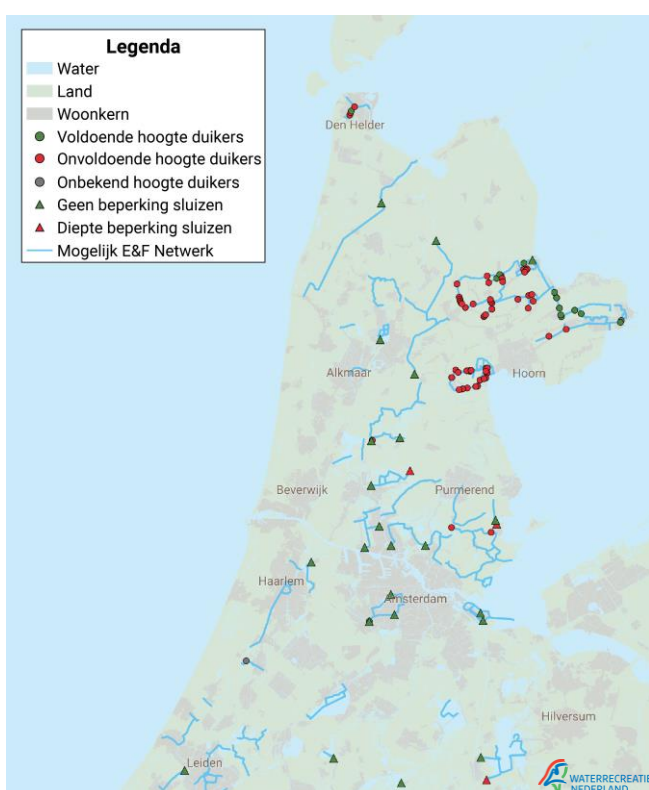 Legenda
Water
Land
Woonkern
Voldoende hoogte duikers
Onvoldoende hoogte duikers
Onbekend hoogte duikers
Geen beperking sluizen
Diepte beperking sluizen
Mogelijk E&F Netwerk
Den Helder
Alkmaar
Hoorn
Beverwijk
Purmerend
Haarlem
Amsterdam
Hilversum
Leiden
WATERRECREATIE
NEDERLAND